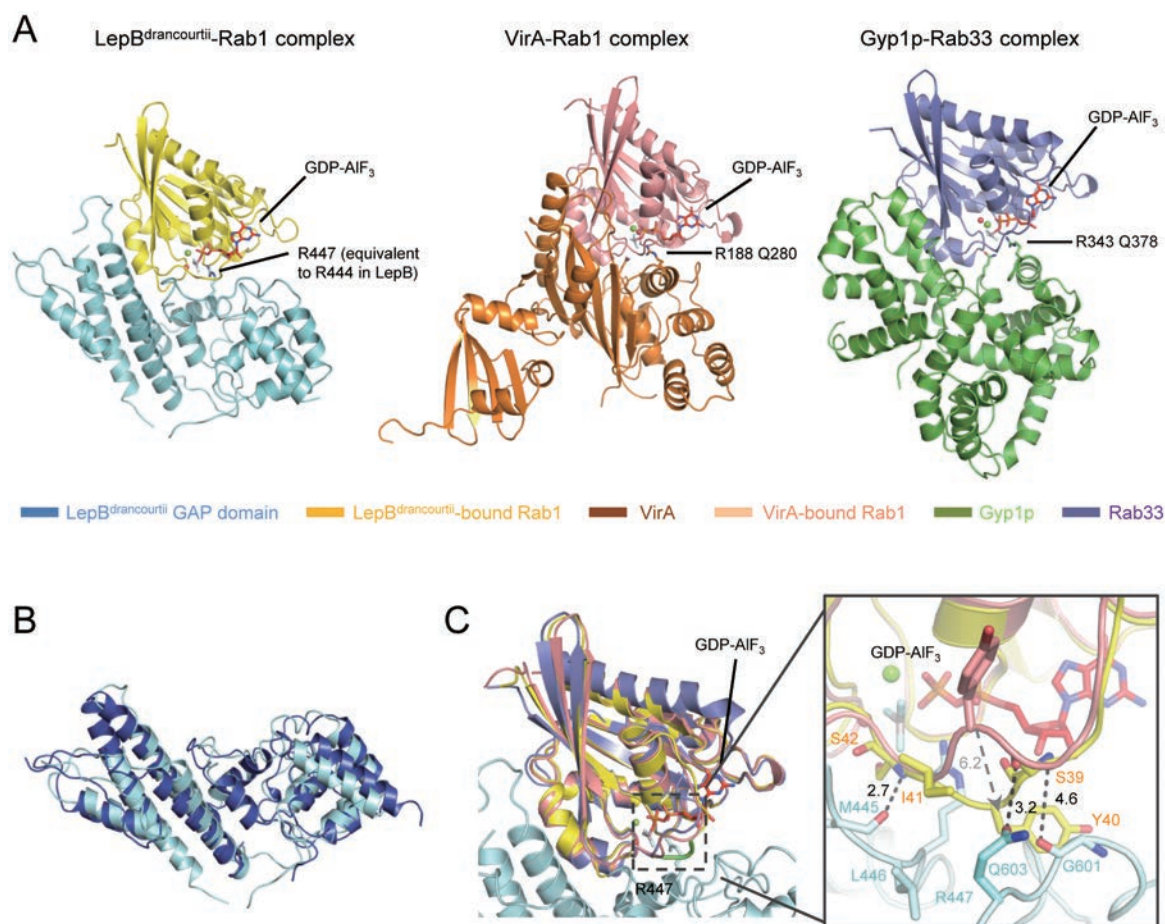 A
LepBdrancourtii-Rab1 complex
VirA-Rab1 complex
Gyp1p-Rab33 complex
GDP-AlF3
R447 (equivalent
to R444 in LepB)
GDP-AlF3
R188 Q280
GDP-AlF3
R343 Q378
LepBdrancourtii GAP domain
LepBdrancourtii-bound Rab1
VirA
VirA-bound Rab1
Gyp1p
Rab33
B
C
GDP-AlF3
R447
GDP-AlF3
S42
6.2
S39
2.7
I41
4.6
M445
3.2
Y40
L446
Q603
G601
R447